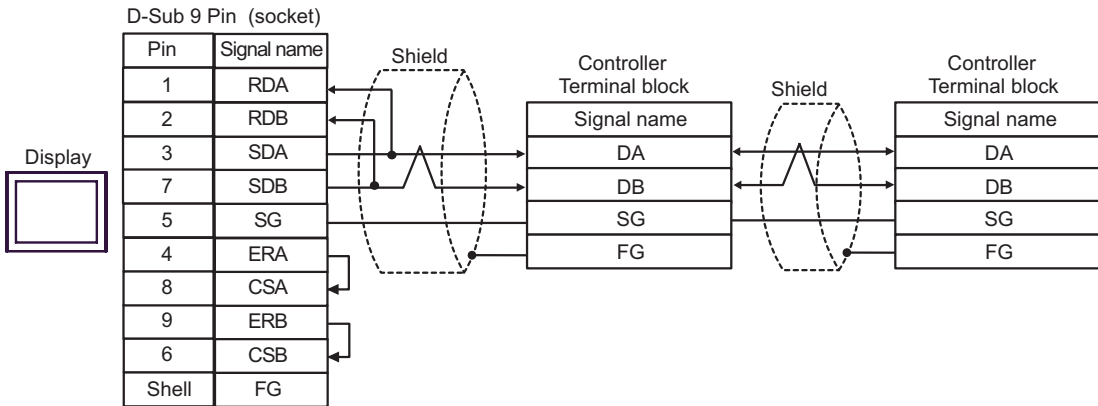 D-Sub 9 Pin (socket)
Pin Signal name
1 RDA
2 RDB
3 SDA
7 SDB
5 SG
4 ERA
8 CSA
9 ERB
6 CSB
Shell FG
Display
Shield
Controller
Terminal block
Signal name
DA
DB
SG
FG
Shield
Controller
Terminal block
Signal name
DA
DB
SG
FG